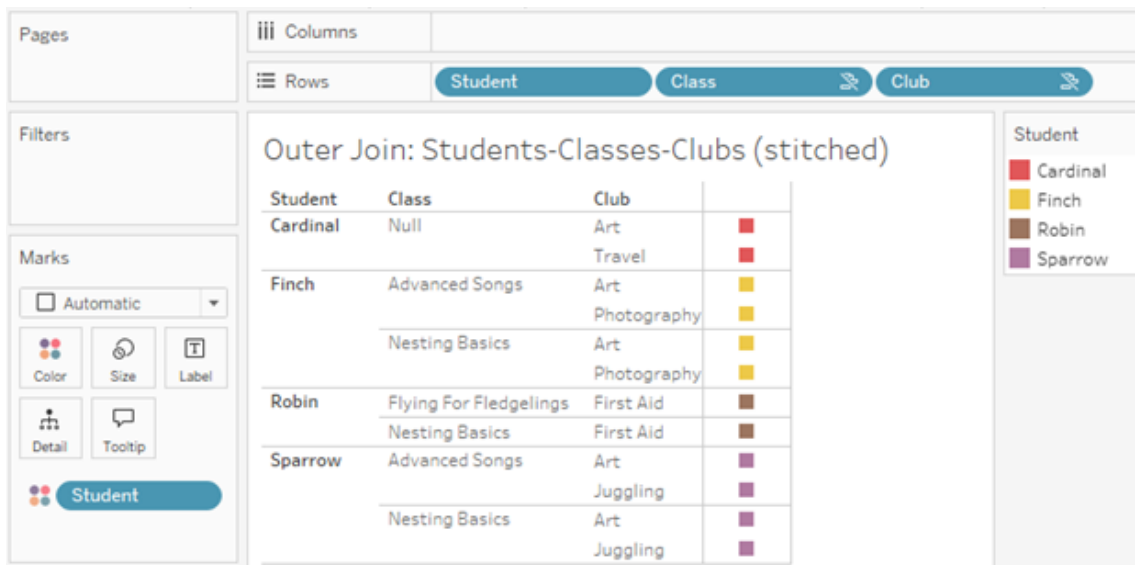 Pages
Columns
Rows Student Class Club
Filters
Marks
Automatic
Color Size Label
Detail Tooltip
Student
Outer Join: Students-Classes-Clubs (stitched)
Student Class Club
Cardinal Null Art
Travel
Finch Advanced Songs Art
Photography
Nesting Basics Art
Photography
Robin Flying For Fledgelings First Aid
Nesting Basics First Aid
Sparrow Advanced Songs Art
Juggling
Nesting Basics Art
Juggling
Student
Cardinal
Finch
Robin
Sparrow